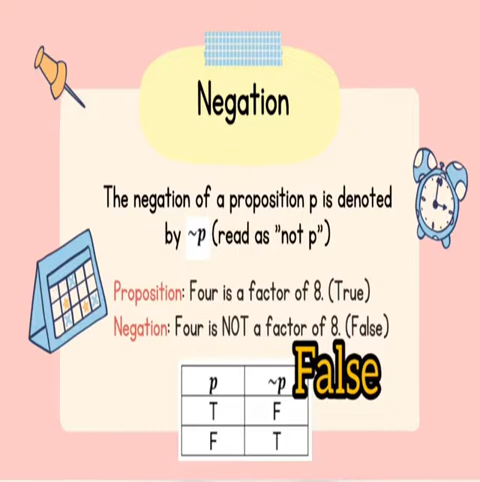 Negation
The negation of a proposition p is denoted
by ~p (read as "not p")
Proposition: Four is a factor of 8. (True)
Negation: Four is NOT a factor of 8. (False)
False
p ~p
T F
F T